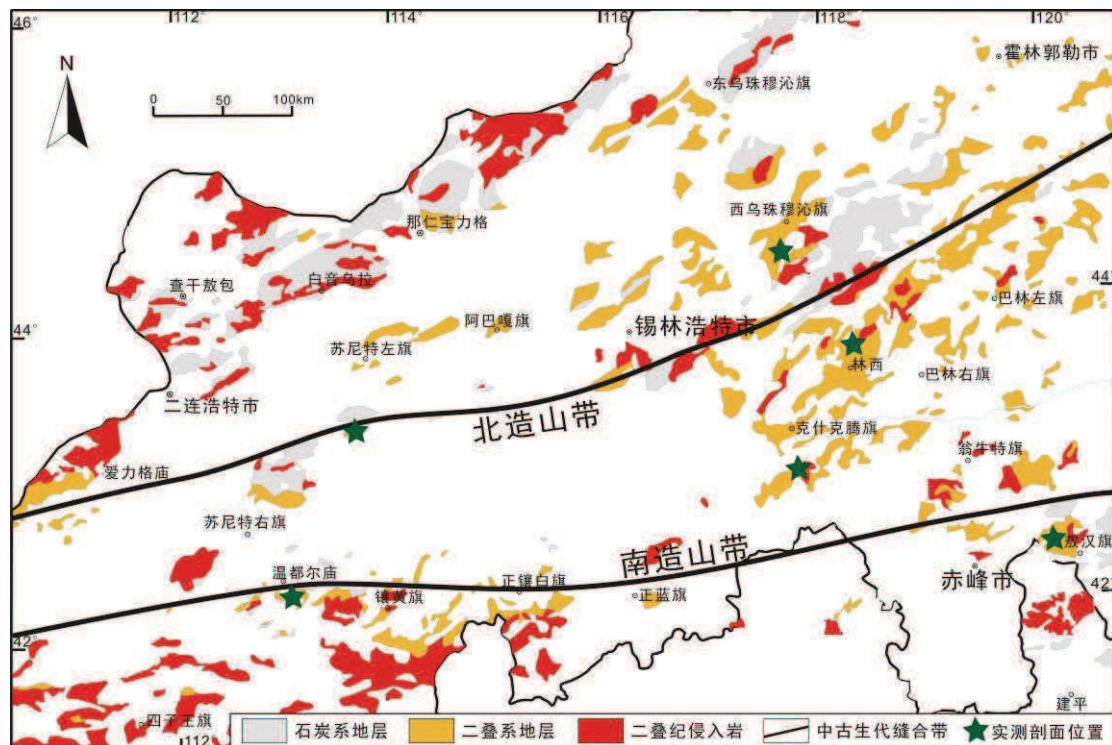 112°
114°
116°
118°
120°
46°
N
霍林郭勒市
东乌珠穆沁旗
0 50 100km
西乌珠穆沁旗
那仁宝力格
查干敖包
白音乌拉
44°
巴林左旗
阿巴嘎旗
44°
锡林浩特市
苏尼特左旗
林西
巴林右旗
二连浩特市
北造山带
克什克腾旗
翁牛特旗
爱力格庙
苏尼特右旗
南造山带
敖汉旗
温都尔庙
正镶白旗
赤峰市
镶黄旗
正蓝旗
42
42°
建平
四子王旗
112°
石炭系地层
二叠系地层
二叠纪侵入岩
中古生代缝合带
实测剖面位置